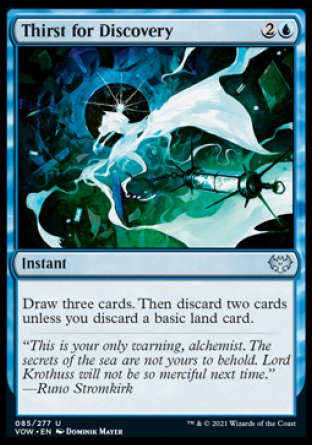 Thirst for Discovery 2
Instant
Draw three cards. Then discard two cards
unless you discard a basic land card.
“This is your only warning, alchemist. The
secrets of the sea are not yours to behold. Lord
Krothuss will not be so merciful next time.”
—Runo Stromkirk
085/277 U
VOW • EN DOMINIK MAYER
™ & © 2021 Wizards of the Coast